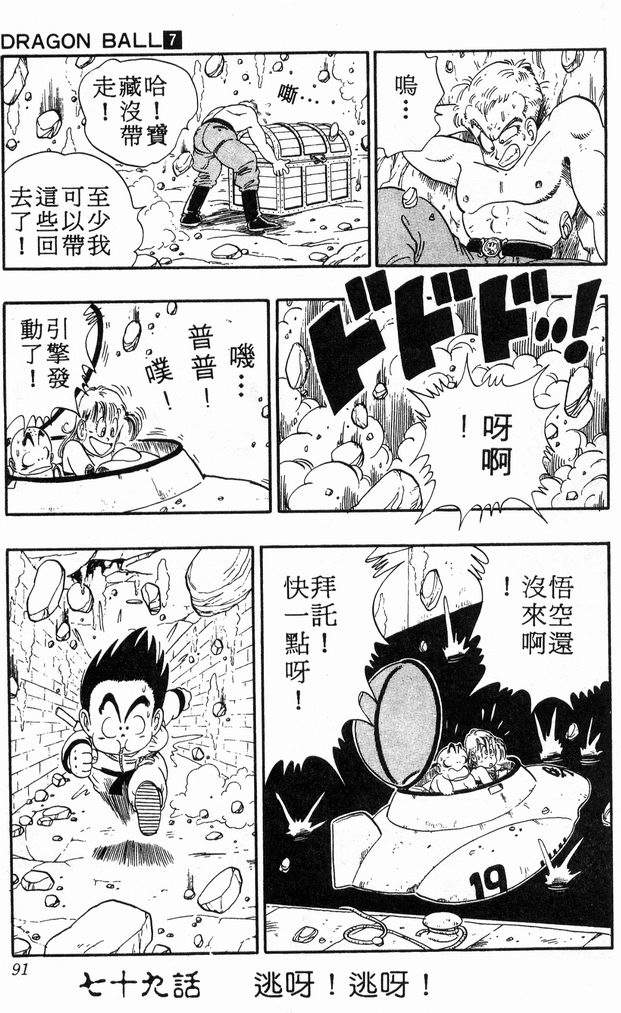 DRAGON BALL 7
嗚…
嘶…
哈！寶
藏沒帶
走！
至少我
可以帶
這些回
去了！
ドドド…！
呀啊
！
嘰…
普普！
噗！
引擎發
動了！
悟空還
沒來啊
！
拜託！
快一點呀！
19
91
七十九話 逃呀！逃呀！